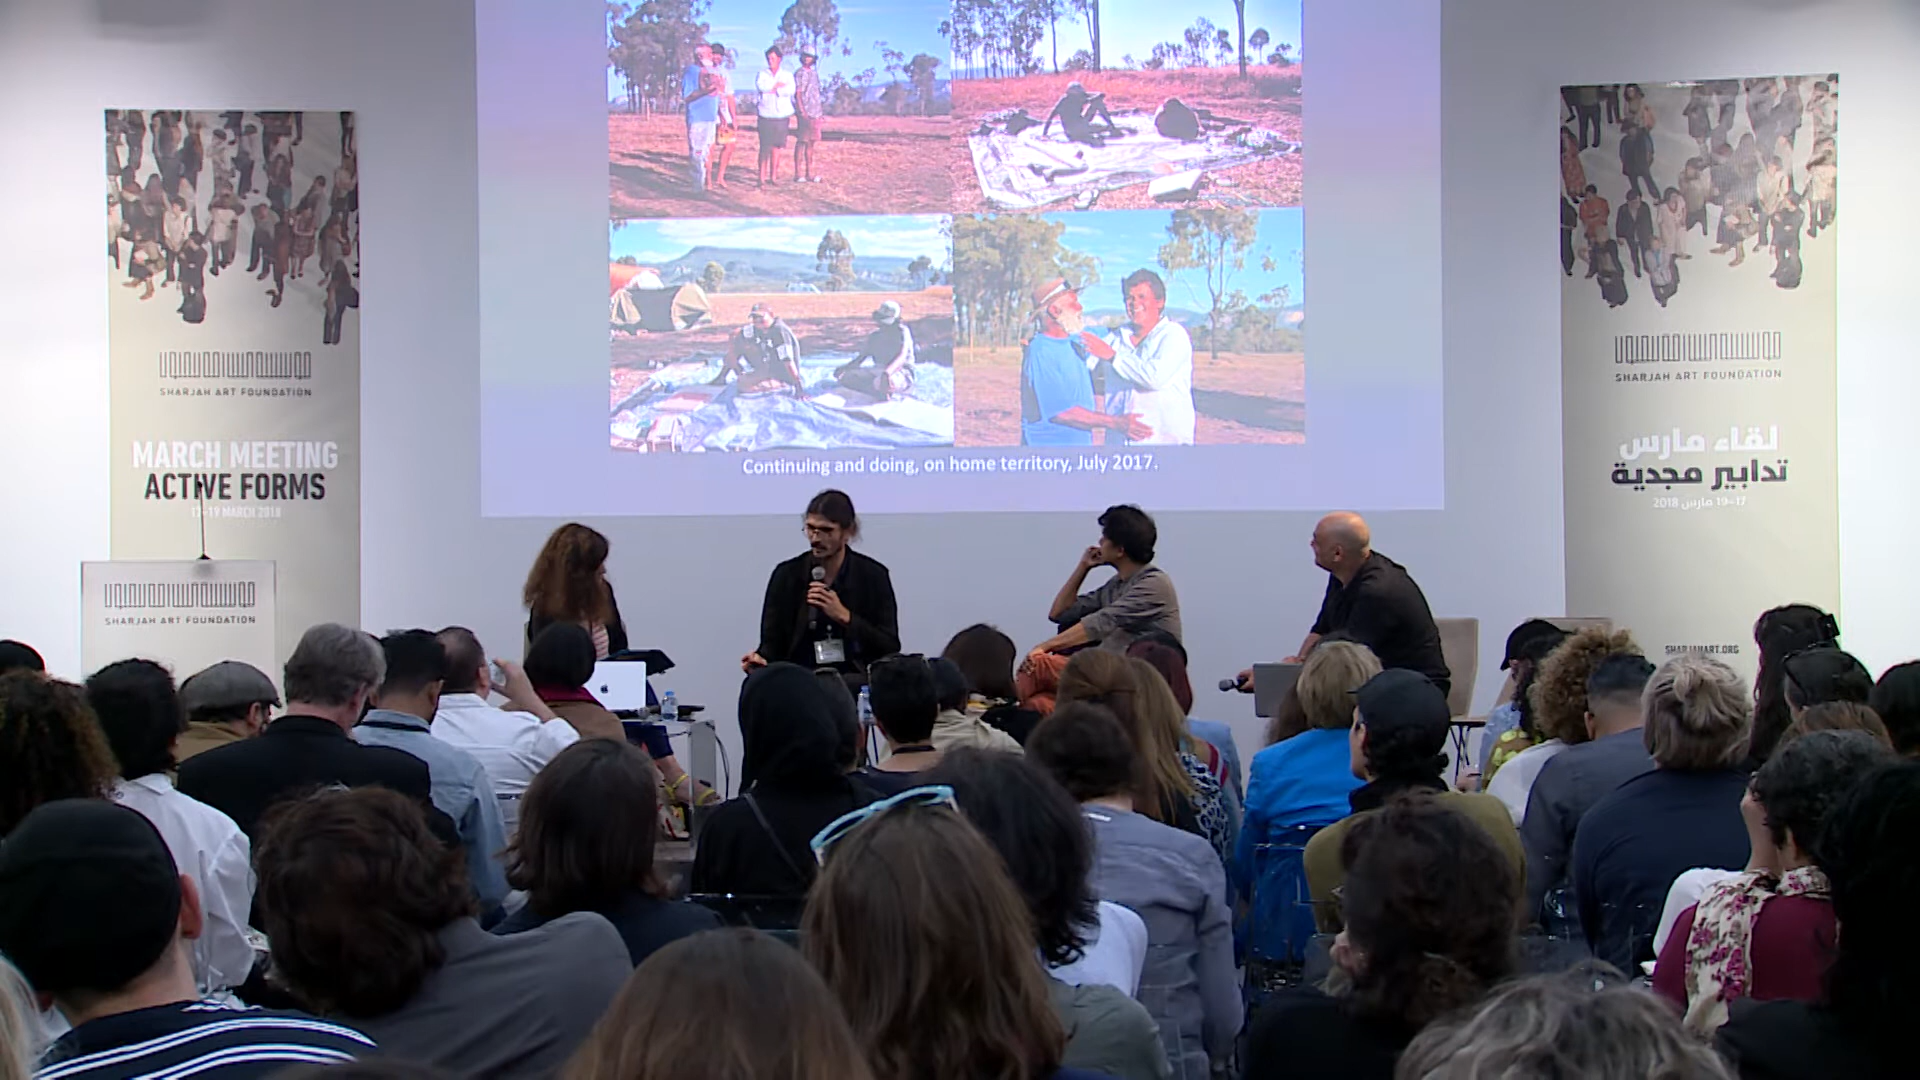 Continuing and doing, on home territory, July 2017.
SHARJAH ART FOUNDATION
MARCH MEETING
ACTIVE FORMS
17–19 MARCH 2018
SHARJAH ART FOUNDATION
SHARJAH ART FOUNDATION
لقاء مارس
تدابير مجدية
17–19 مارس 2018
SHARJAHART.ORG